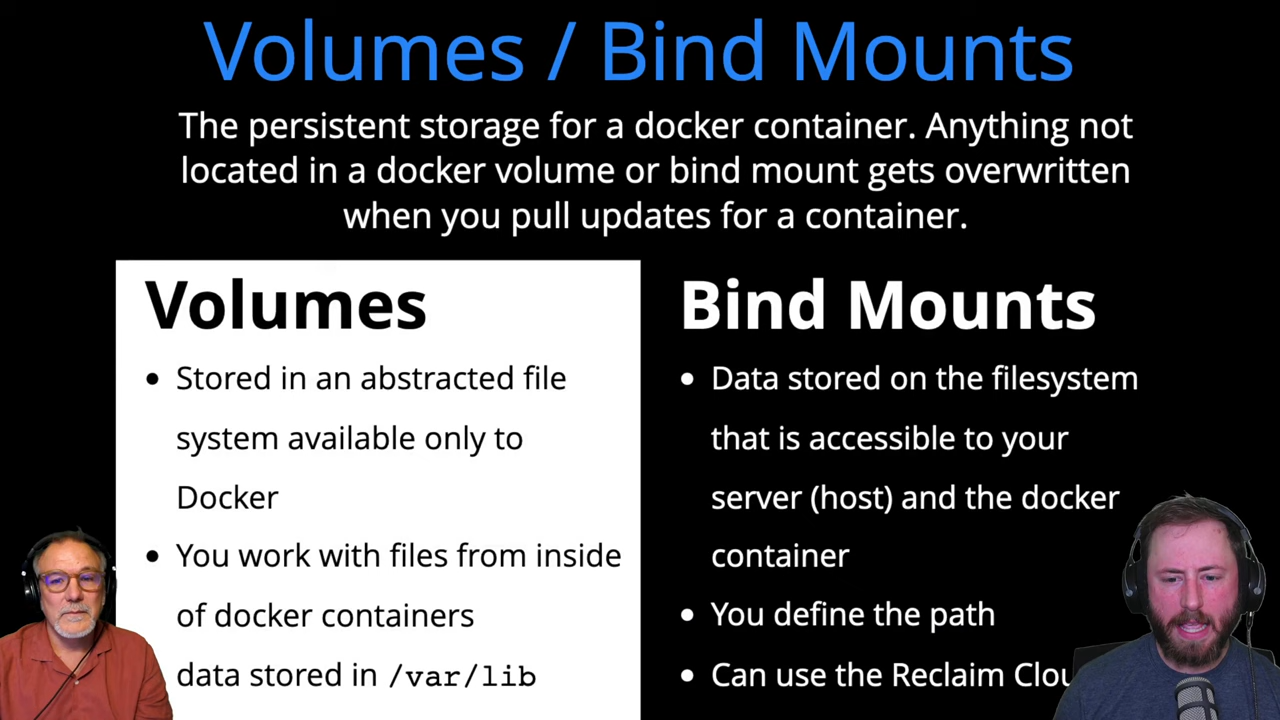 Volumes / Bind Mounts
The persistent storage for a docker container. Anything not
located in a docker volume or bind mount gets overwritten
when you pull updates for a container.
Volumes
• Stored in an abstracted file
system available only to
Docker
• You work with files from inside
of docker containers
data stored in /var/lib
Bind Mounts
• Data stored on the filesystem
that is accessible to your
server (host) and the docker
container
• You define the path
• Can use the Reclaim